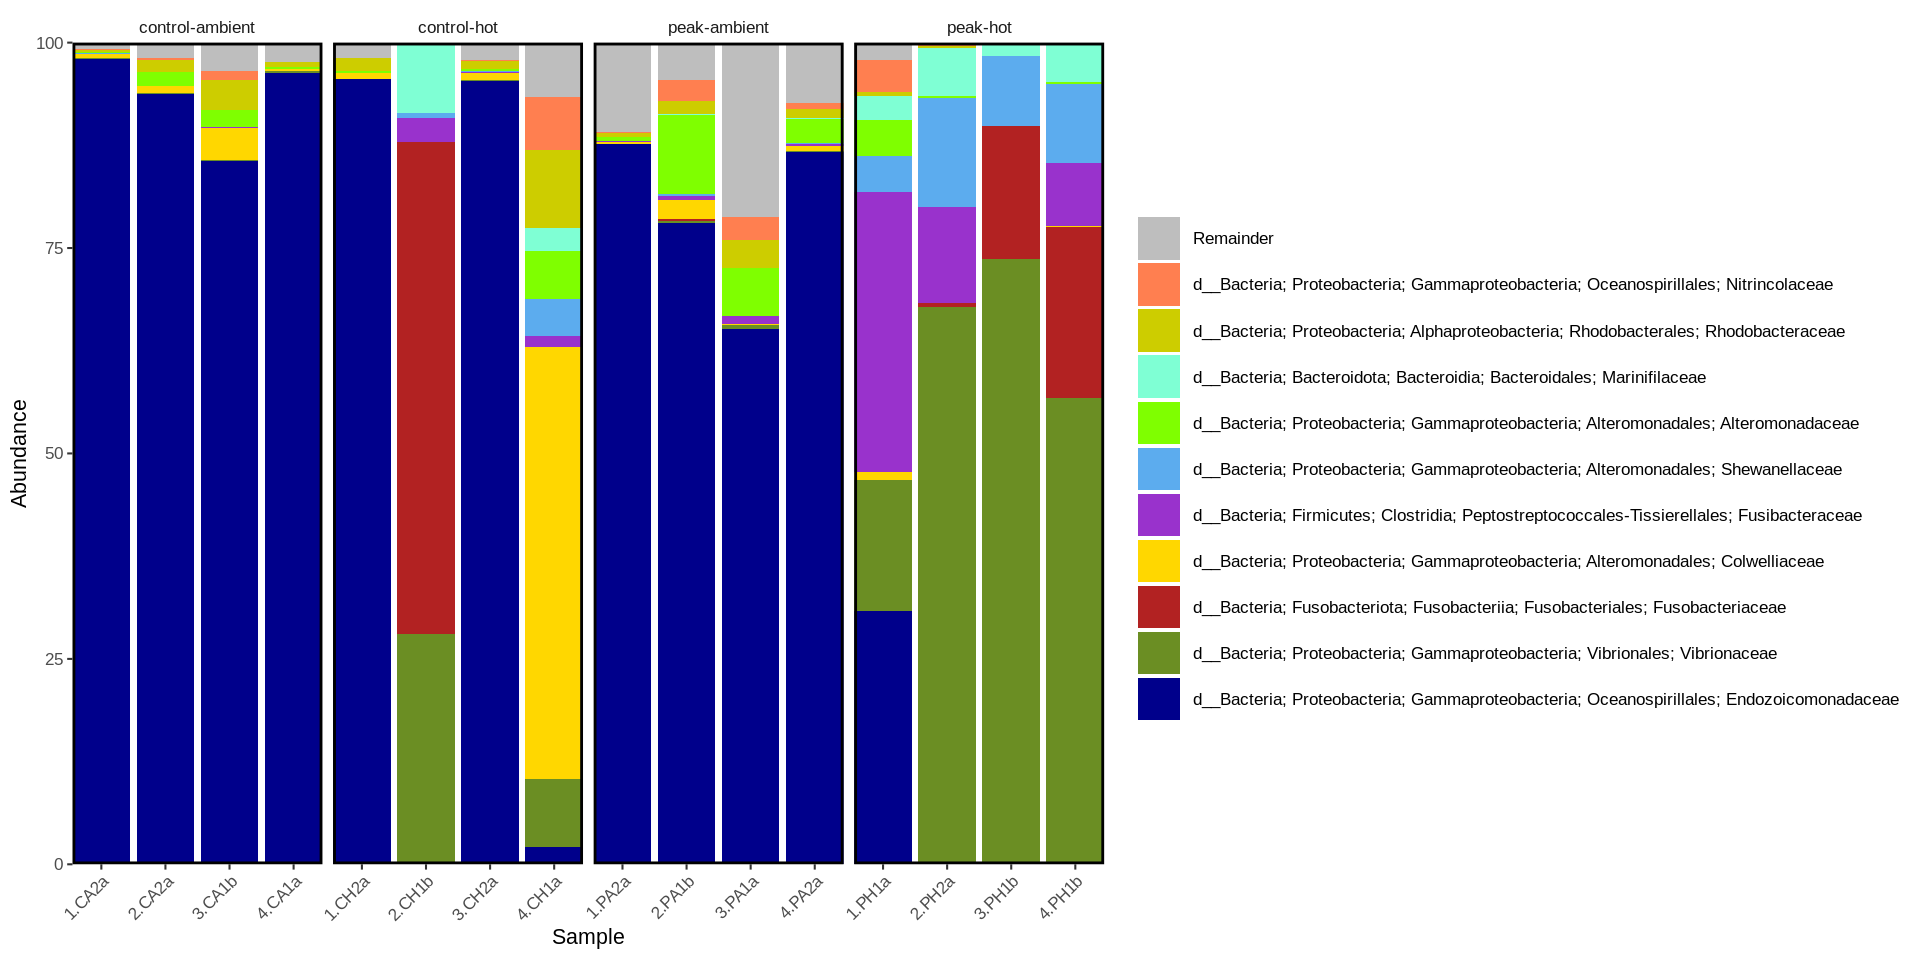 control-ambient
control-hot
peak-ambient
peak-hot
100
75
50
25
0
Abundance
1.CA2a
2.CA2a
3.CA1b
4.CA1a
1.CH2a
2.CH1b
3.CH2a
4.CH1a
1.PA2a
2.PA1b
3.PA1a
4.PA2a
1.PH1a
2.PH2a
3.PH1b
4.PH1b
Sample
Remainder
d__Bacteria; Proteobacteria; Gammaproteobacteria; Oceanospirillales; Nitrincolaceae
d__Bacteria; Proteobacteria; Alphaproteobacteria; Rhodobacterales; Rhodobacteraceae
d__Bacteria; Bacteroidota; Bacteroidia; Bacteroidales; Marinifilaceae
d__Bacteria; Proteobacteria; Gammaproteobacteria; Alteromonadales; Alteromonadaceae
d__Bacteria; Proteobacteria; Gammaproteobacteria; Alteromonadales; Shewanellaceae
d__Bacteria; Firmicutes; Clostridia; Peptostreptococcales-Tissierellales; Fusibacteraceae
d__Bacteria; Proteobacteria; Gammaproteobacteria; Alteromonadales; Colwelliaceae
d__Bacteria; Fusobacteriota; Fusobacteriia; Fusobacteriales; Fusobacteriaceae
d__Bacteria; Proteobacteria; Gammaproteobacteria; Vibrionales; Vibrionaceae
d__Bacteria; Proteobacteria; Gammaproteobacteria; Oceanospirillales; Endozoicomonadaceae